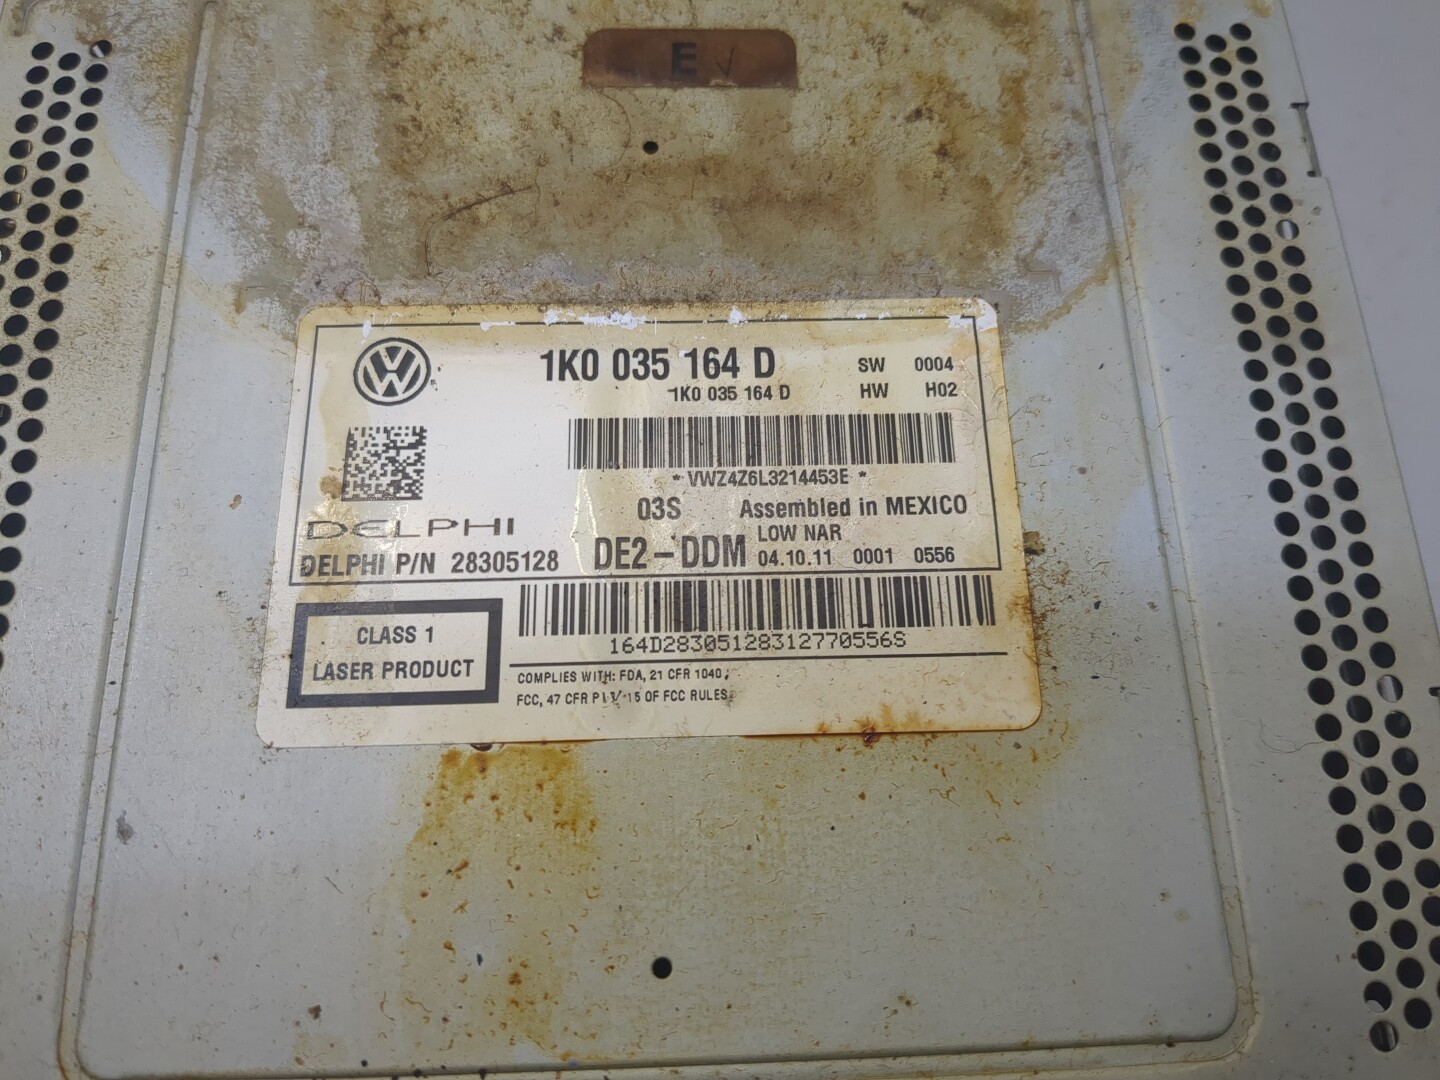 E
1K0 035 164 D SW 0004
1K0 035 164 D HW H02
* VWZ4Z6L3214453E *
03S Assembled in MEXICO
DELPHI
LOW NAR
DELPHI P/N 28305128 DE2-DDM 04.10.11 0001 0556
164D28305128312770556S
CLASS 1
LASER PRODUCT
COMPLIES WITH: FDA, 21 CFR 1040,
FCC, 47 CFR 15 OF FCC RULES